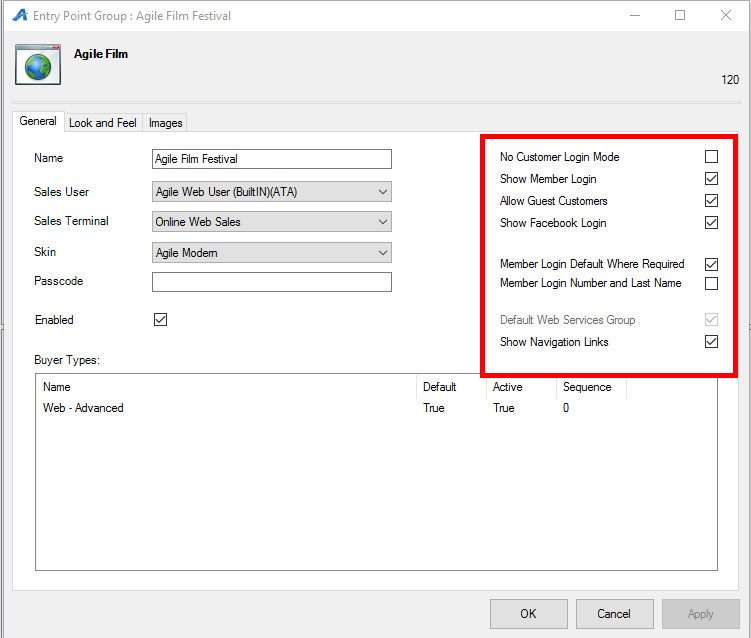 Entry Point Group : Agile Film Festival
Agile Film
120
General Look and Feel Images
Name Agile Film Festival
Sales User Agile Web User (BuiltIN)(ATA)
Sales Terminal Online Web Sales
Skin Agile Modern
Passcode
Enabled
No Customer Login Mode
Show Member Login
Allow Guest Customers
Show Facebook Login
Member Login Default Where Required
Member Login Number and Last Name
Default Web Services Group
Show Navigation Links
Buyer Types:
Name Default Active Sequence
Web - Advanced True True 0
OK Cancel Apply